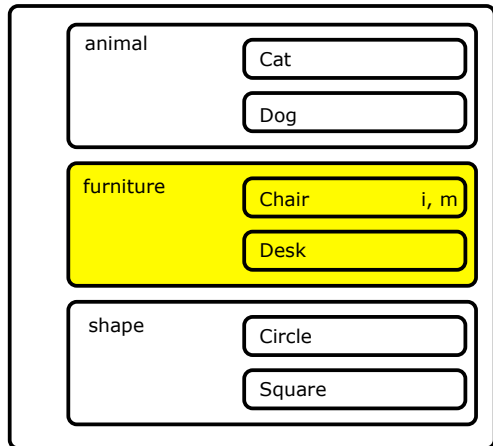 animal
Cat
Dog
furniture
Chair i, m
Desk
shape
Circle
Square